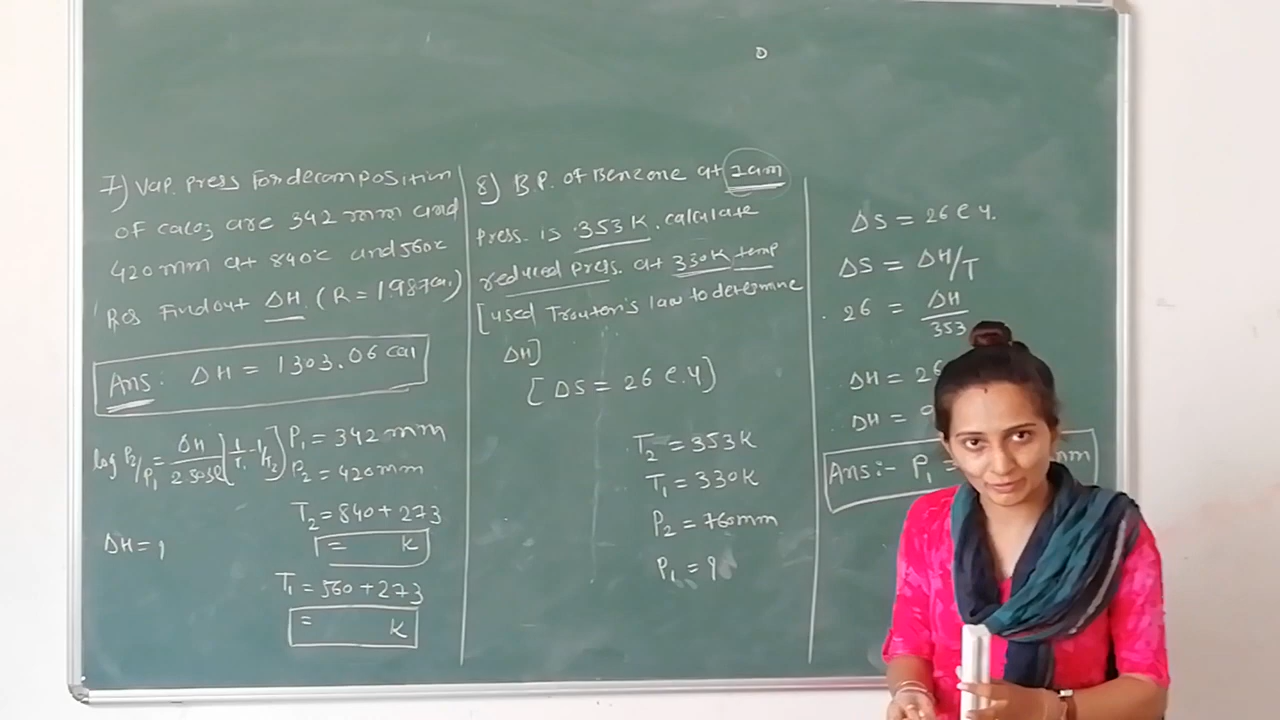 7) Vap. Press For decomposition
of caco3 are 342 mm and
420 mm at 840°c and 560°c
Res Find out ΔH. (R = 1.987 ca.)
Ans: ΔH = 1303.06 cal
log P2/P1 = ΔH/2.303R [1/T1 - 1/T2]
P1 = 342 mm
P2 = 420 mm
T2 = 840 + 273
= K
ΔH = ?
T1 = 560 + 273
= K
8) B.P. of Benzene at 1 atm
Press. is 353 K. calculate
reduced press. at 330 K temp
[used Trouton's law to determine
ΔH]
[ΔS = 26 e.u]
T2 = 353 K
T1 = 330 K
P2 = 760 mm
P1 = ?
ΔS = 26 e.u.
ΔS = ΔH/T
26 = ΔH/353
ΔH = 26
ΔH =
Ans:- P1 = mm